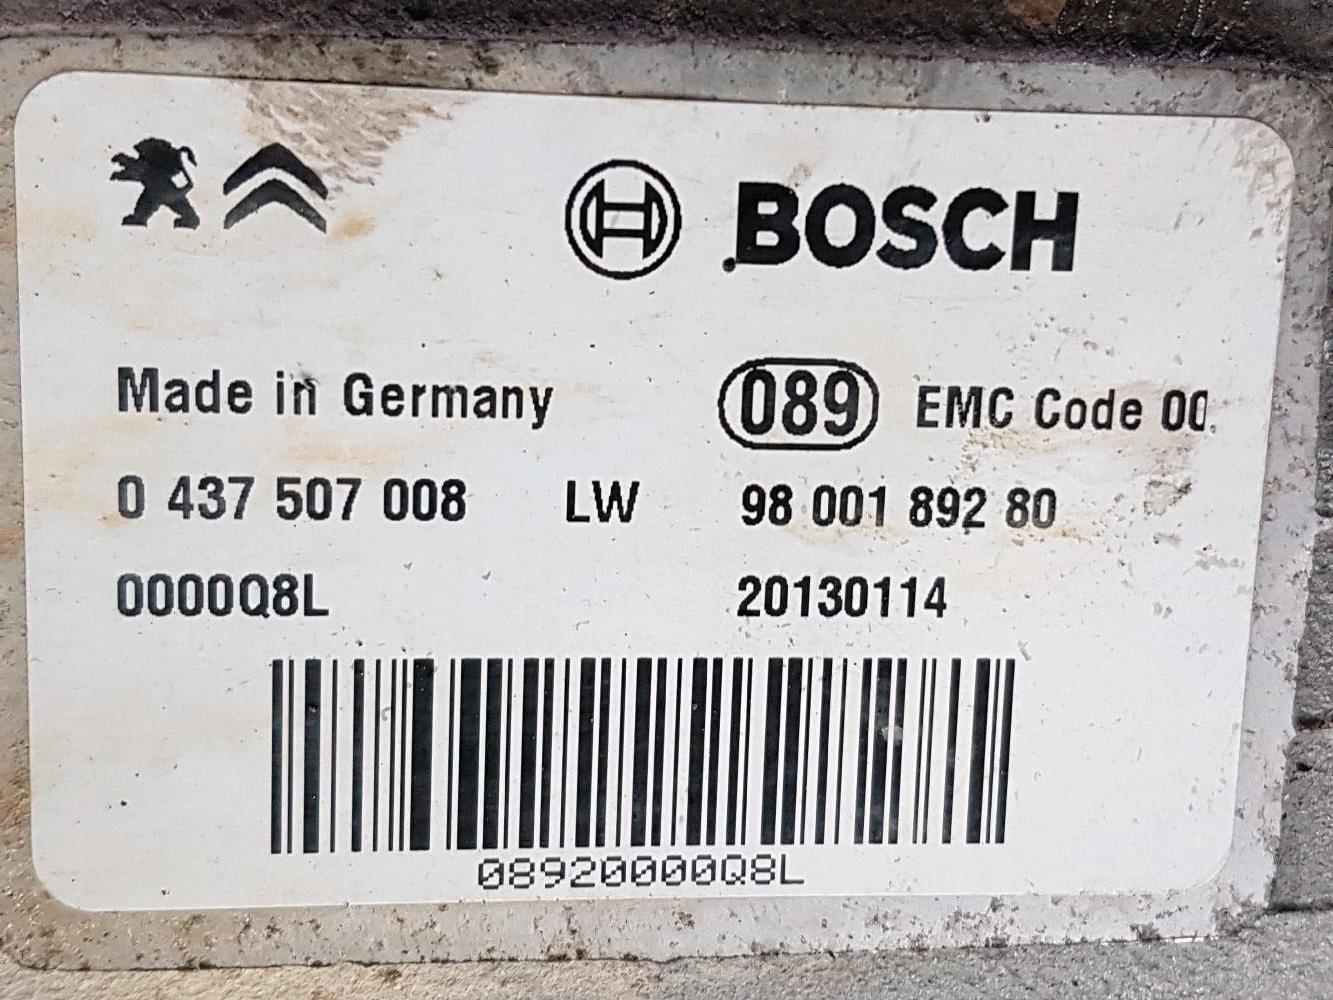 BOSCH
Made in Germany 089 EMC Code 00
0 437 507 008 LW 98 001 892 80
0000Q8L 20130114
08920000Q8L